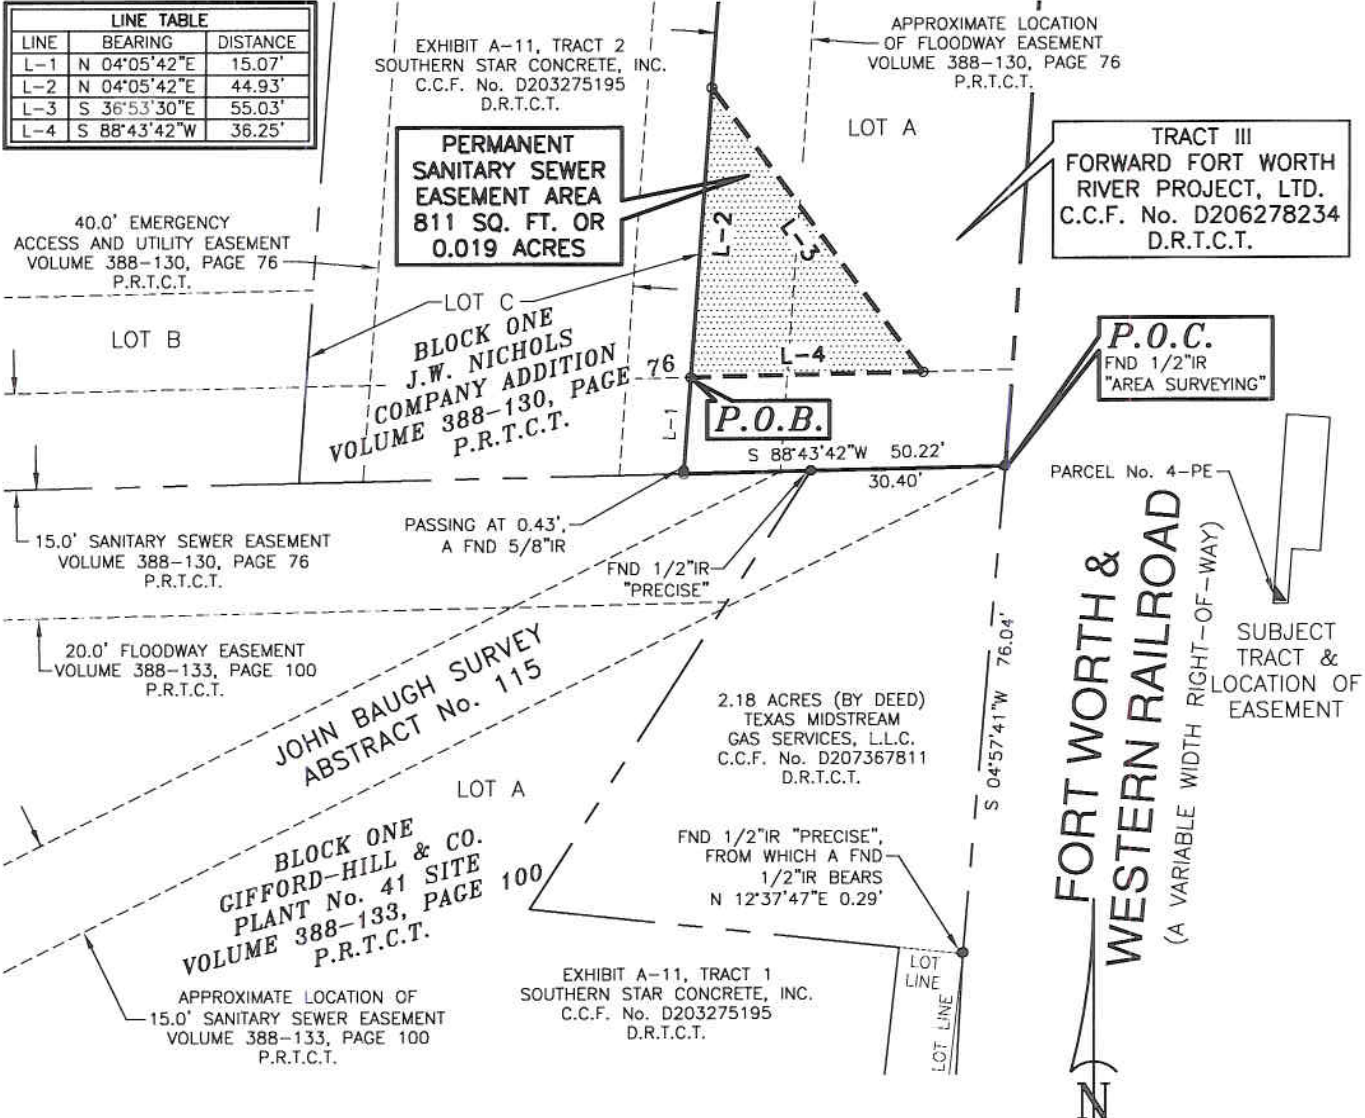 LINE TABLE
LINE BEARING DISTANCE
L-1 N 04°05'42"E 15.07'
L-2 N 04°05'42"E 44.93'
L-3 S 36°53'30"E 55.03'
L-4 S 88°43'42"W 36.25'
EXHIBIT A-11, TRACT 2
SOUTHERN STAR CONCRETE, INC.
C.C.F. No. D203275195
D.R.T.C.T.
APPROXIMATE LOCATION
OF FLOODWAY EASEMENT
VOLUME 388-130, PAGE 76
P.R.T.C.T.
LOT A
PERMANENT
SANITARY SEWER
EASEMENT AREA
811 SQ. FT. OR
0.019 ACRES
TRACT III
FORWARD FORT WORTH
RIVER PROJECT, LTD.
C.C.F. No. D206278234
D.R.T.C.T.
40.0' EMERGENCY
ACCESS AND UTILITY EASEMENT
VOLUME 388-130, PAGE 76
P.R.T.C.T.
L-2
L-3
LOT C
LOT B
BLOCK ONE
J.W. NICHOLS
COMPANY ADDITION
VOLUME 388-130, PAGE 76
P.R.T.C.T.
L-4
P.O.C.
FND 1/2"IR
"AREA SURVEYING"
P.O.B.
L-1
S 88°43'42"W 50.22'
30.40'
PARCEL No. 4-PE
PASSING AT 0.43',
A FND 5/8"IR
15.0' SANITARY SEWER EASEMENT
VOLUME 388-130, PAGE 76
P.R.T.C.T.
FND 1/2"IR
"PRECISE"
20.0' FLOODWAY EASEMENT
VOLUME 388-133, PAGE 100
P.R.T.C.T.
JOHN BAUGH SURVEY
ABSTRACT No. 115
SUBJECT
TRACT &
LOCATION OF
EASEMENT
S 04°57'41"W 76.04'
FORT WORTH &
WESTERN RAILROAD
(A VARIABLE WIDTH RIGHT-OF-WAY)
2.18 ACRES (BY DEED)
TEXAS MIDSTREAM
GAS SERVICES, L.L.C.
C.C.F. No. D207367811
D.R.T.C.T.
LOT A
BLOCK ONE
GIFFORD-HILL & CO.
PLANT No. 41 SITE
VOLUME 388-133, PAGE 100
P.R.T.C.T.
FND 1/2"IR "PRECISE",
FROM WHICH A FND
1/2"IR BEARS
N 12°37'47"E 0.29'
LOT
LINE
LOT LINE
APPROXIMATE LOCATION OF
15.0' SANITARY SEWER EASEMENT
VOLUME 388-133, PAGE 100
P.R.T.C.T.
EXHIBIT A-11, TRACT 1
SOUTHERN STAR CONCRETE, INC.
C.C.F. No. D203275195
D.R.T.C.T.
N